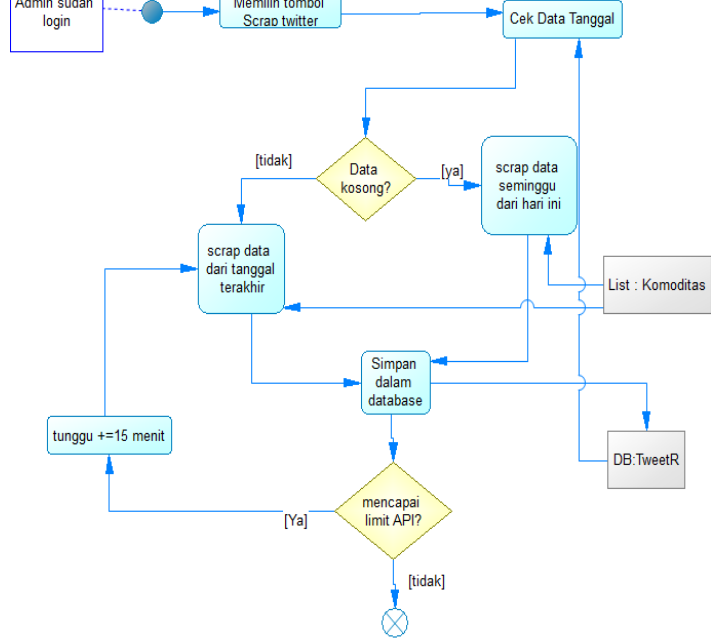 Admin sudah
login
Memilih tombol
Scrap twitter
Cek Data Tanggal
Data
kosong?
[tidak]
[ya]
scrap data
seminggu
dari hari ini
scrap data
dari tanggal
terakhir
List : Komoditas
Simpan
dalam
database
tunggu +=15 menit
DB:TweetR
mencapai
limit API?
[Ya]
[tidak]